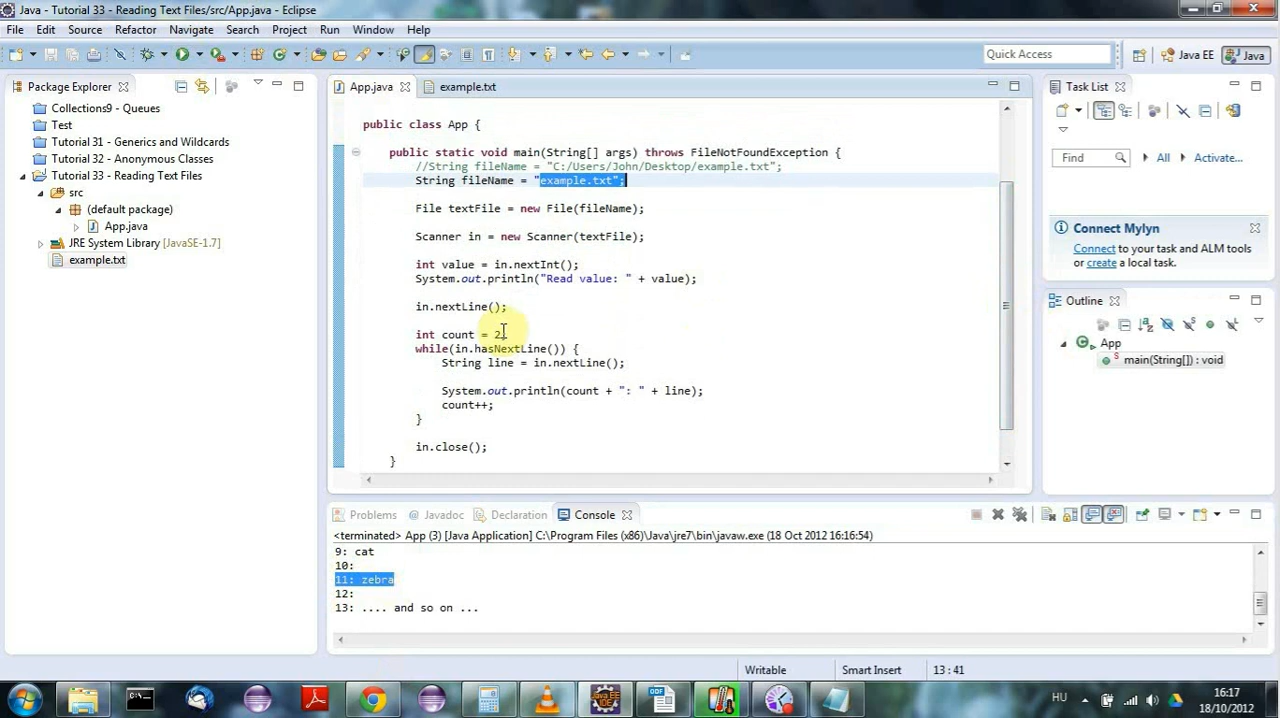 Java - Tutorial 33 - Reading Text Files/src/App.java - Eclipse
File Edit Source Refactor Navigate Search Project Run Window Help
Quick Access
Java EE
Java
Package Explorer
Collections9 - Queues
Test
Tutorial 31 - Generics and Wildcards
Tutorial 32 - Anonymous Classes
Tutorial 33 - Reading Text Files
src
(default package)
App.java
JRE System Library [JavaSE-1.7]
example.txt
App.java
example.txt
public class App {
public static void main(String[] args) throws FileNotFoundException {
//String fileName = "C:/Users/John/Desktop/example.txt";
String fileName = "example.txt";
File textFile = new File(fileName);
Scanner in = new Scanner(textFile);
int value = in.nextInt();
System.out.println("Read value: " + value);
in.nextLine();
int count = 2;
while(in.hasNextLine()) {
String line = in.nextLine();
System.out.println(count + ": " + line);
count++;
}
in.close();
}
Task List
Find
All
Activate...
Connect Mylyn
Connect to your task and ALM tools
or create a local task.
Outline
App
main(String[]) : void
Problems
@ Javadoc
Declaration
Console
<terminated> App (3) [Java Application] C:\Program Files (x86)\Java\jre7\bin\javaw.exe (18 Oct 2012 16:16:54)
9: cat
10:
11: zebra
12:
13: .... and so on ...
Writable
Smart Insert
13 : 41
Java EE
IDE
ODF
HU
16:17
18/10/2012